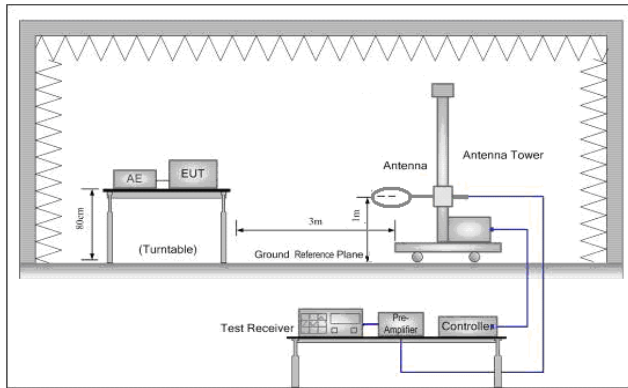 Antenna
Antenna Tower
AE
EUT
80cm
1m
3m
(Turntable)
Ground Reference Plane
Test Receiver
Pre-
Amplifier
Controller